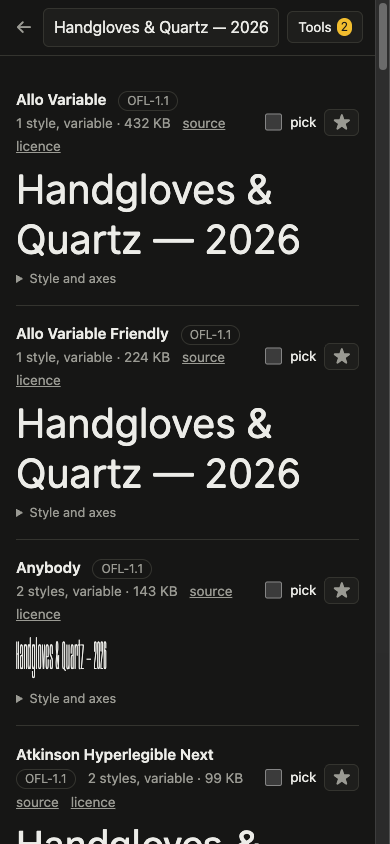 ← Handgloves & Quartz — 2026 Tools 2
Allo Variable OFL-1.1
1 style, variable · 432 KB source
licence
pick ★
Handgloves &
Quartz — 2026
▶ Style and axes
Allo Variable Friendly OFL-1.1
1 style, variable · 224 KB source
licence
pick ★
Handgloves &
Quartz — 2026
▶ Style and axes
Anybody OFL-1.1
2 styles, variable · 143 KB source
licence
pick ★
Handgloves & Quartz — 2026
▶ Style and axes
Atkinson Hyperlegible Next
OFL-1.1 2 styles, variable · 99 KB
source licence
pick ★
Handgloves &